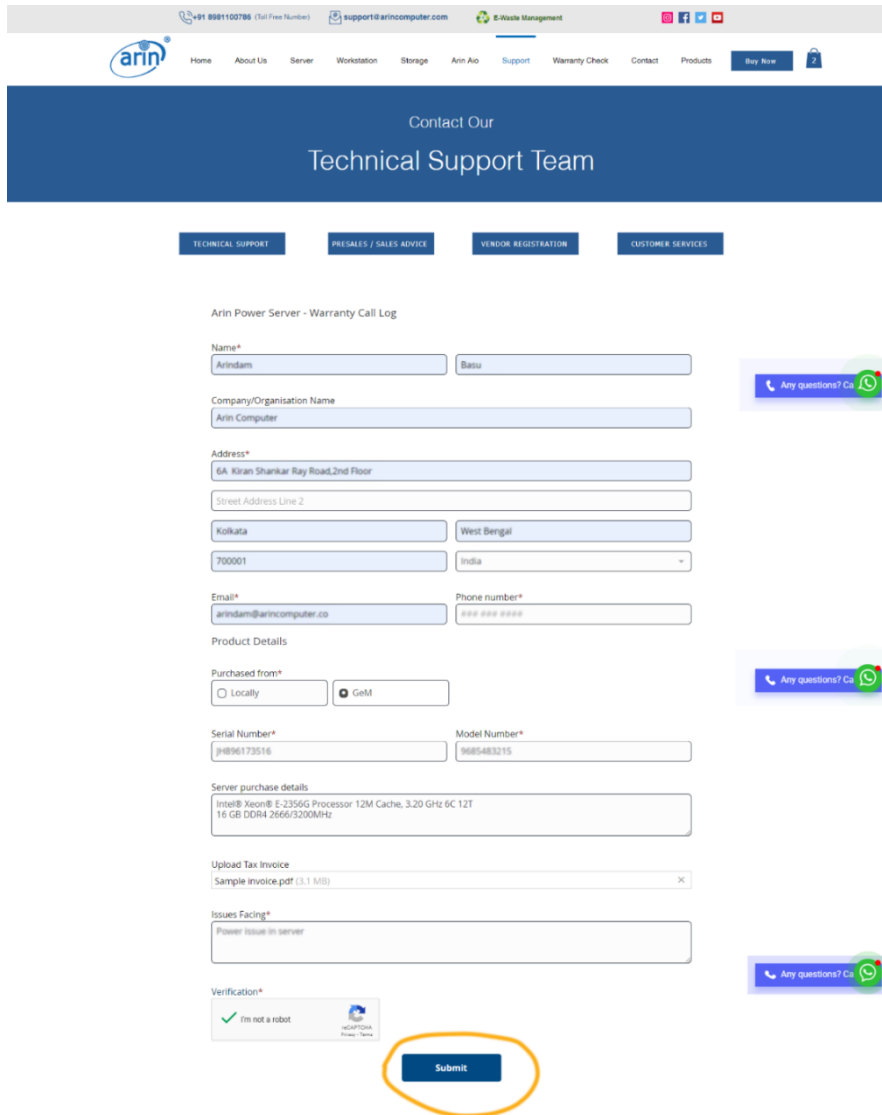 +91 8981100786 (Toll Free Number) support@arincomputer.com E-Waste Management
arin®
Home About Us Server Workstation Storage Arin Aio Support Warranty Check Contact Products Buy Now 2
Contact Our
Technical Support Team
TECHNICAL SUPPORT PRESALES / SALES ADVICE VENDOR REGISTRATION CUSTOMER SERVICES
Arin Power Server - Warranty Call Log
Name*
Arindam Basu
Company/Organisation Name
Arin Computer
Any questions? Ca
Address*
6A Kiran Shankar Ray Road,2nd Floor
Street Address Line 2
Kolkata West Bengal
700001 India
Email* Phone number*
arindam@arincomputer.co ### ### ####
Product Details
Purchased from*
Any questions? Ca
Locally GeM
Serial Number* Model Number*
JH896173516 9685483215
Server purchase details
Intel® Xeon® E-2356G Processor 12M Cache, 3.20 GHz 6C 12T
16 GB DDR4 2666/3200MHz
Upload Tax Invoice
Sample invoice.pdf (3.1 MB)
Issues Facing*
Power issue in server
Any questions? Ca
Verification*
I'm not a robot
reCAPTCHA
Privacy - Terms
Submit